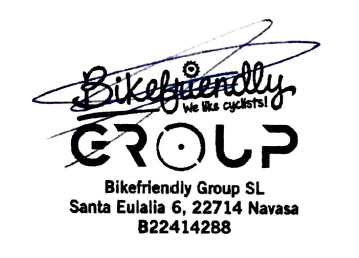 Bikefriendly
We like cyclists!
GROUP
Bikefriendly Group SL
Santa Eulalia 6, 22714 Navasa
B22414288